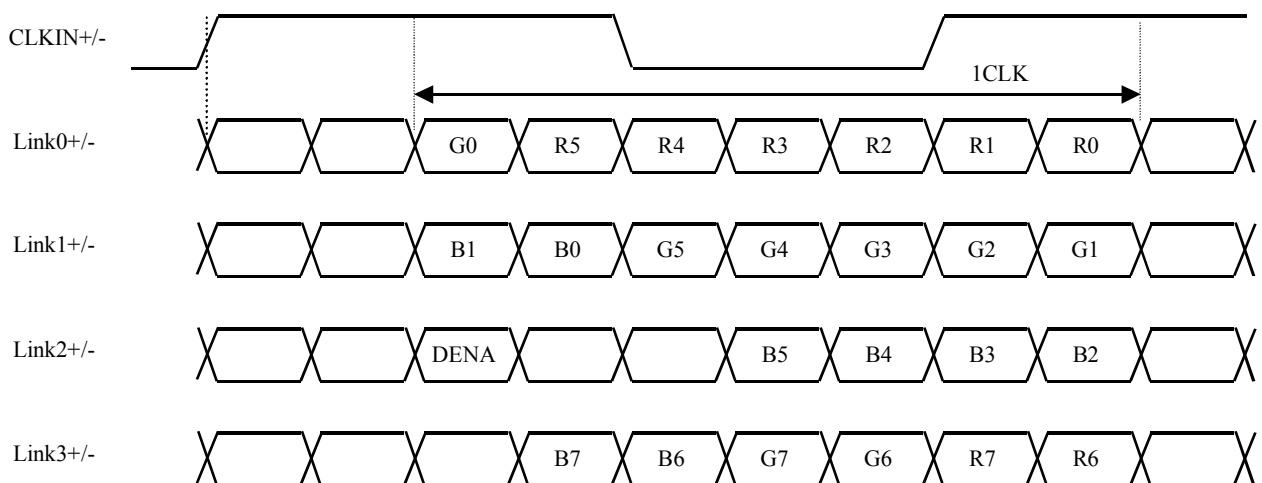 CLKIN+/-
1CLK
Link0+/- G0 R5 R4 R3 R2 R1 R0
Link1+/- B1 B0 G5 G4 G3 G2 G1
Link2+/- DENA B5 B4 B3 B2
Link3+/- B7 B6 G7 G6 R7 R6